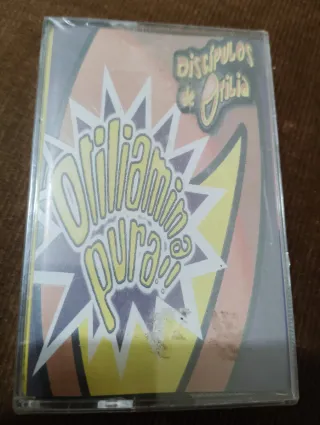 DISCÍPULOS
de Otilia
Otiliamina
pura!!